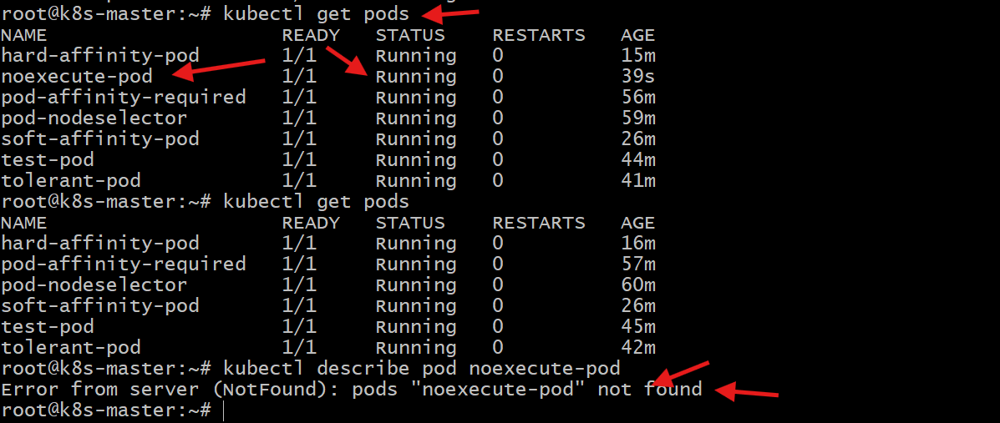 root@k8s-master:~# kubectl get pods
NAME READY STATUS RESTARTS AGE
hard-affinity-pod 1/1 Running 0 15m
noexecute-pod 1/1 Running 0 39s
pod-affinity-required 1/1 Running 0 56m
pod-nodeselector 1/1 Running 0 59m
soft-affinity-pod 1/1 Running 0 26m
test-pod 1/1 Running 0 44m
tolerant-pod 1/1 Running 0 41m
root@k8s-master:~# kubectl get pods
NAME READY STATUS RESTARTS AGE
hard-affinity-pod 1/1 Running 0 16m
pod-affinity-required 1/1 Running 0 57m
pod-nodeselector 1/1 Running 0 60m
soft-affinity-pod 1/1 Running 0 26m
test-pod 1/1 Running 0 45m
tolerant-pod 1/1 Running 0 42m
root@k8s-master:~# kubectl describe pod noexecute-pod
Error from server (NotFound): pods "noexecute-pod" not found
root@k8s-master:~#